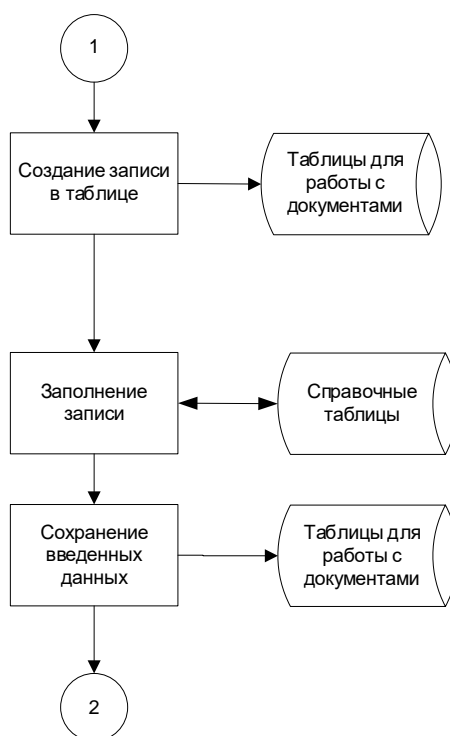 1
Создание записи
в таблице
Таблицы для
работы с
документами
Заполнение
записи
Справочные
таблицы
Сохранение
введенных
данных
Таблицы для
работы с
документами
2